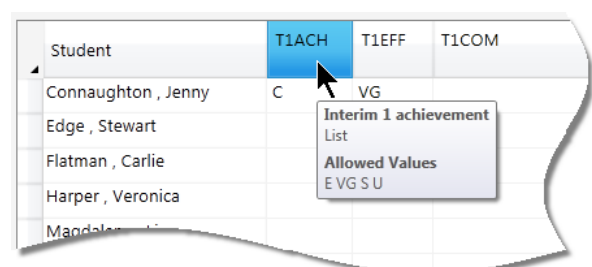 Student T1ACH T1EFF T1COM
Connaughton , Jenny C VG
Edge , Stewart
Flatman , Carlie
Harper , Veronica
Interim 1 achievement
List
Allowed Values
E VG S U